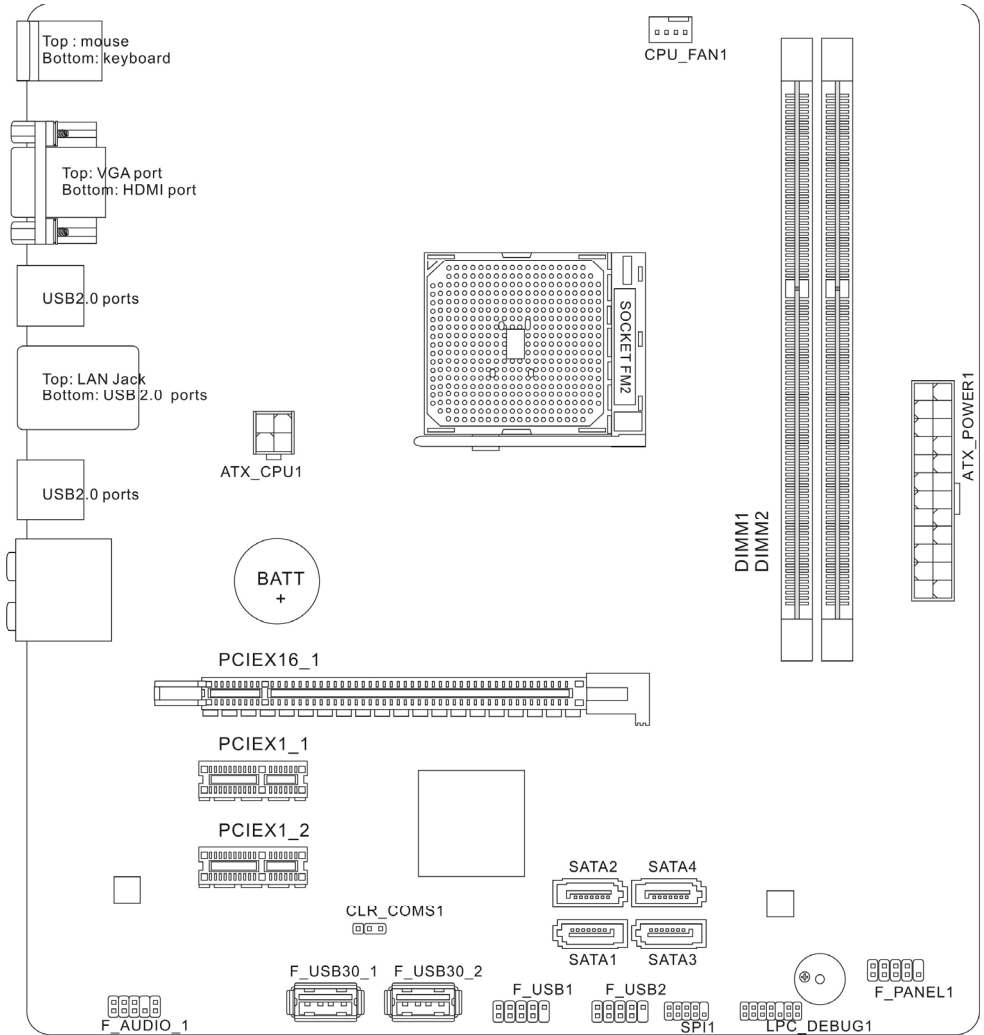 Top : mouse
Bottom: keyboard
CPU_FAN1
Top: VGA port
Bottom: HDMI port
USB2.0 ports
SOCKET FM2
Top: LAN Jack
Bottom: USB 2.0 ports
ATX_POWER1
ATX_CPU1
USB2.0 ports
DIMM1
DIMM2
BATT
+
PCIEX16_1
PCIEX1_1
PCIEX1_2
SATA2 SATA4
CLR_COMS1
SATA1 SATA3
F_USB30_1 F_USB30_2
F_USB1 F_USB2
F_PANEL1
F_AUDIO_1
SPI1
LPC_DEBUG1